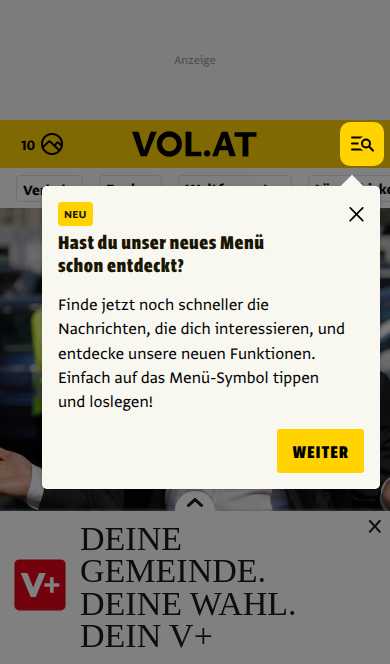 Anzeige
10
VOL.AT
NEU
Hast du unser neues Menü
schon entdeckt?
Finde jetzt noch schneller die
Nachrichten, die dich interessieren, und
entdecke unsere neuen Funktionen.
Einfach auf das Menü-Symbol tippen
und loslegen!
WEITER
V+
DEINE
GEMEINDE.
DEINE WAHL.
DEIN V+